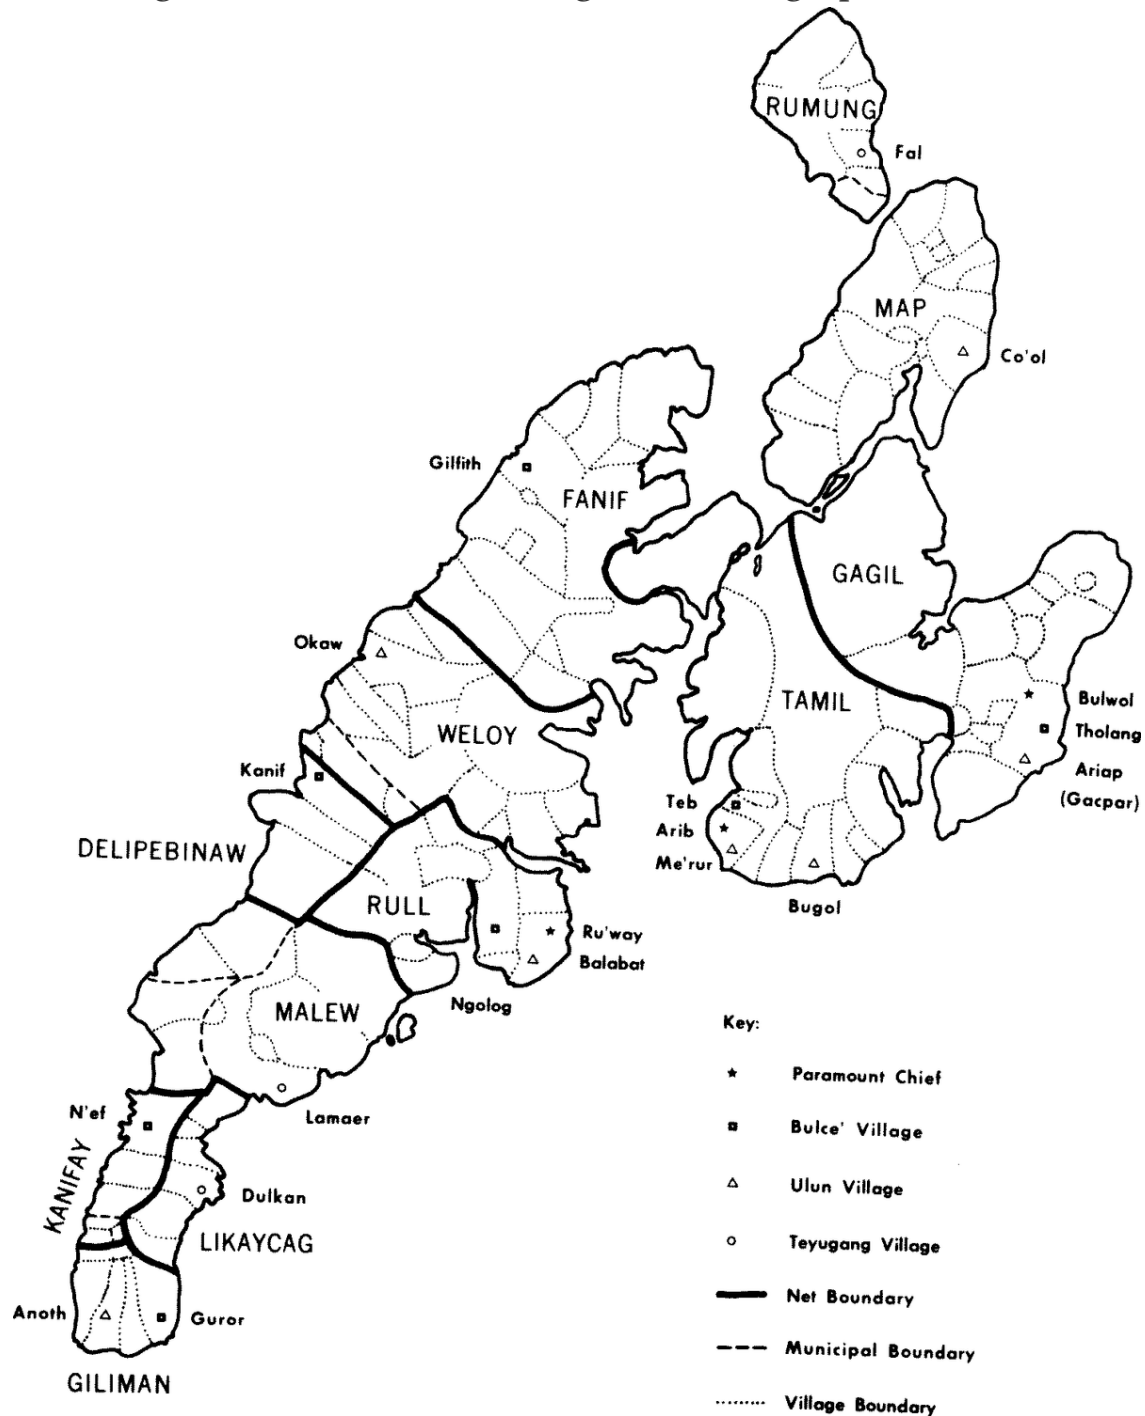 RUMUNG
Fal
MAP
Co'ol
Gilfith
FANIF
GAGIL
Okaw
TAMIL
Bulwol
WELOY
Tholang
Kanif
Ariap
(Gacpar)
Teb
Arib
Me'rur
DELIPEBINAW
RULL
Bugol
Ru'way
Balabat
Ngolog
MALEW
Lamaer
N'ef
KANIFAY
Dulkan
LIKAYCAG
Anoth
Guror
GILIMAN
Key:
Paramount Chief
Bulce' Village
Ulun Village
Teyugang Village
Net Boundary
Municipal Boundary
Village Boundary